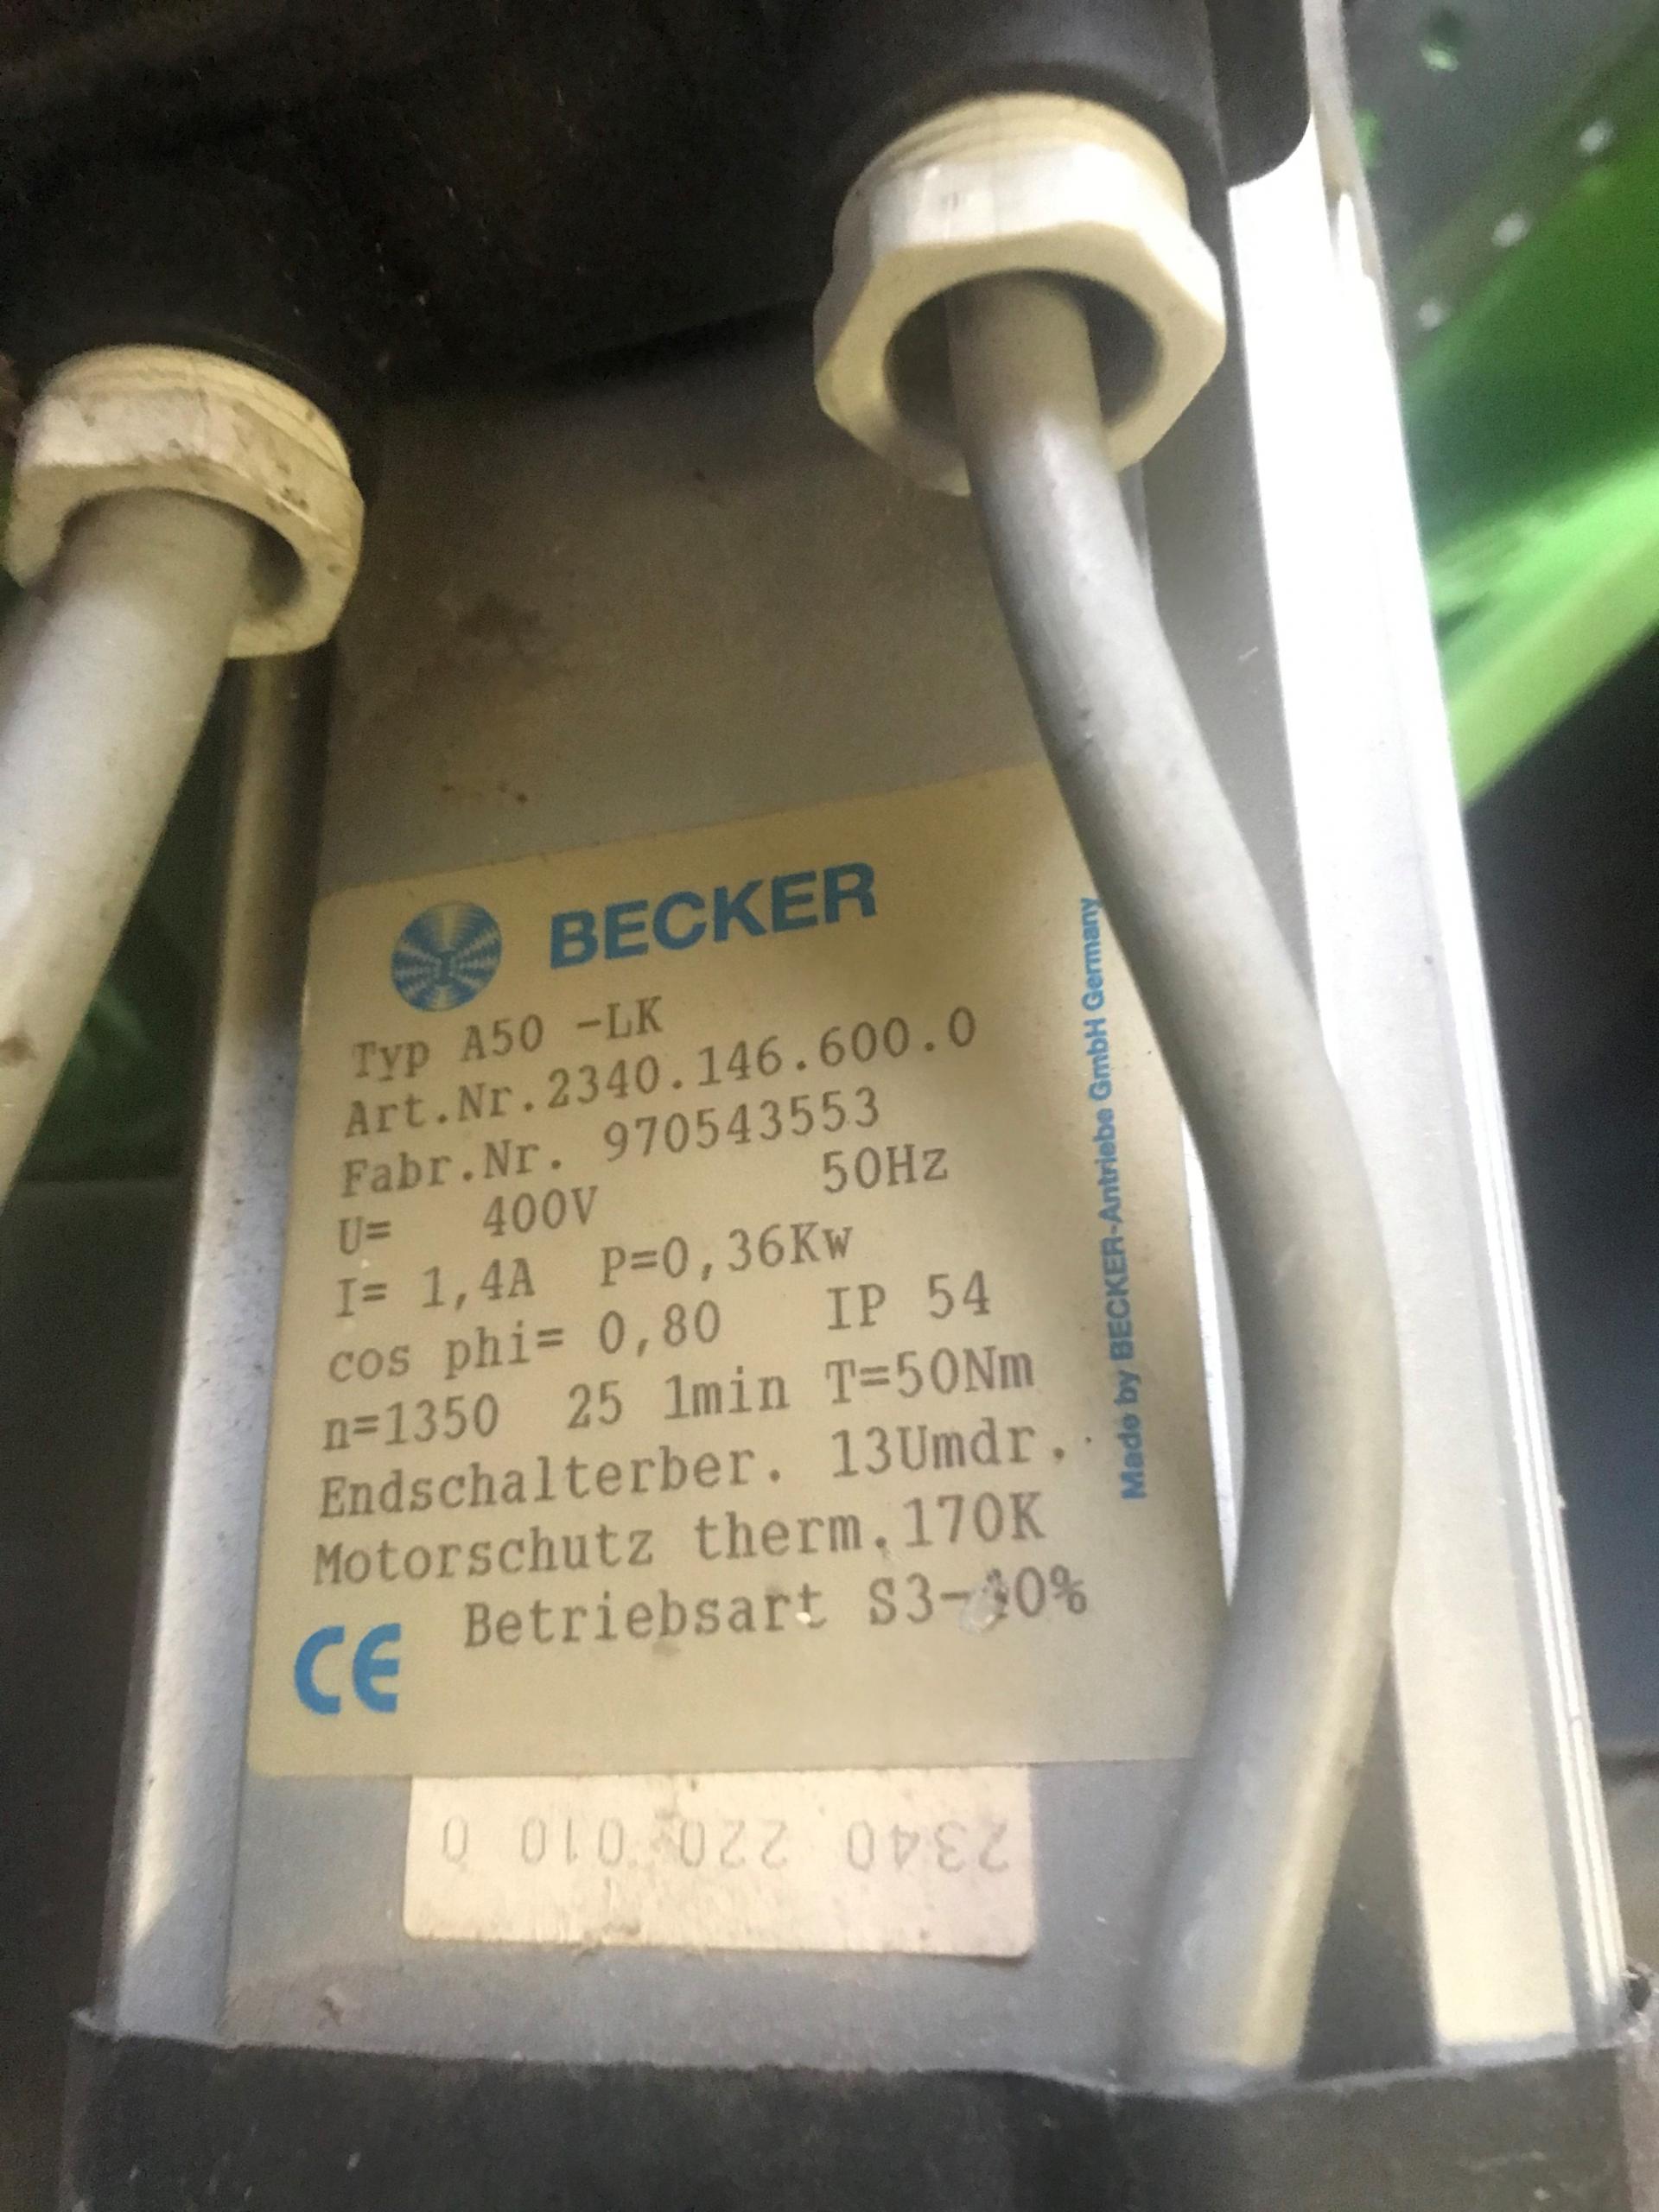 BECKER
Typ A50 -LK
Art.Nr.2340.146.600.0
Fabr.Nr. 970543553
U= 400V 50Hz
I= 1,4A P=0,36Kw
cos phi= 0,80 IP 54
n=1350 25 1min T=50Nm
Endschalterber. 13Umdr.
Motorschutz therm.170K
Betriebsart S3-40%
CE
Made by BECKER-Antriebe GmbH Germany
2340 220 010 0